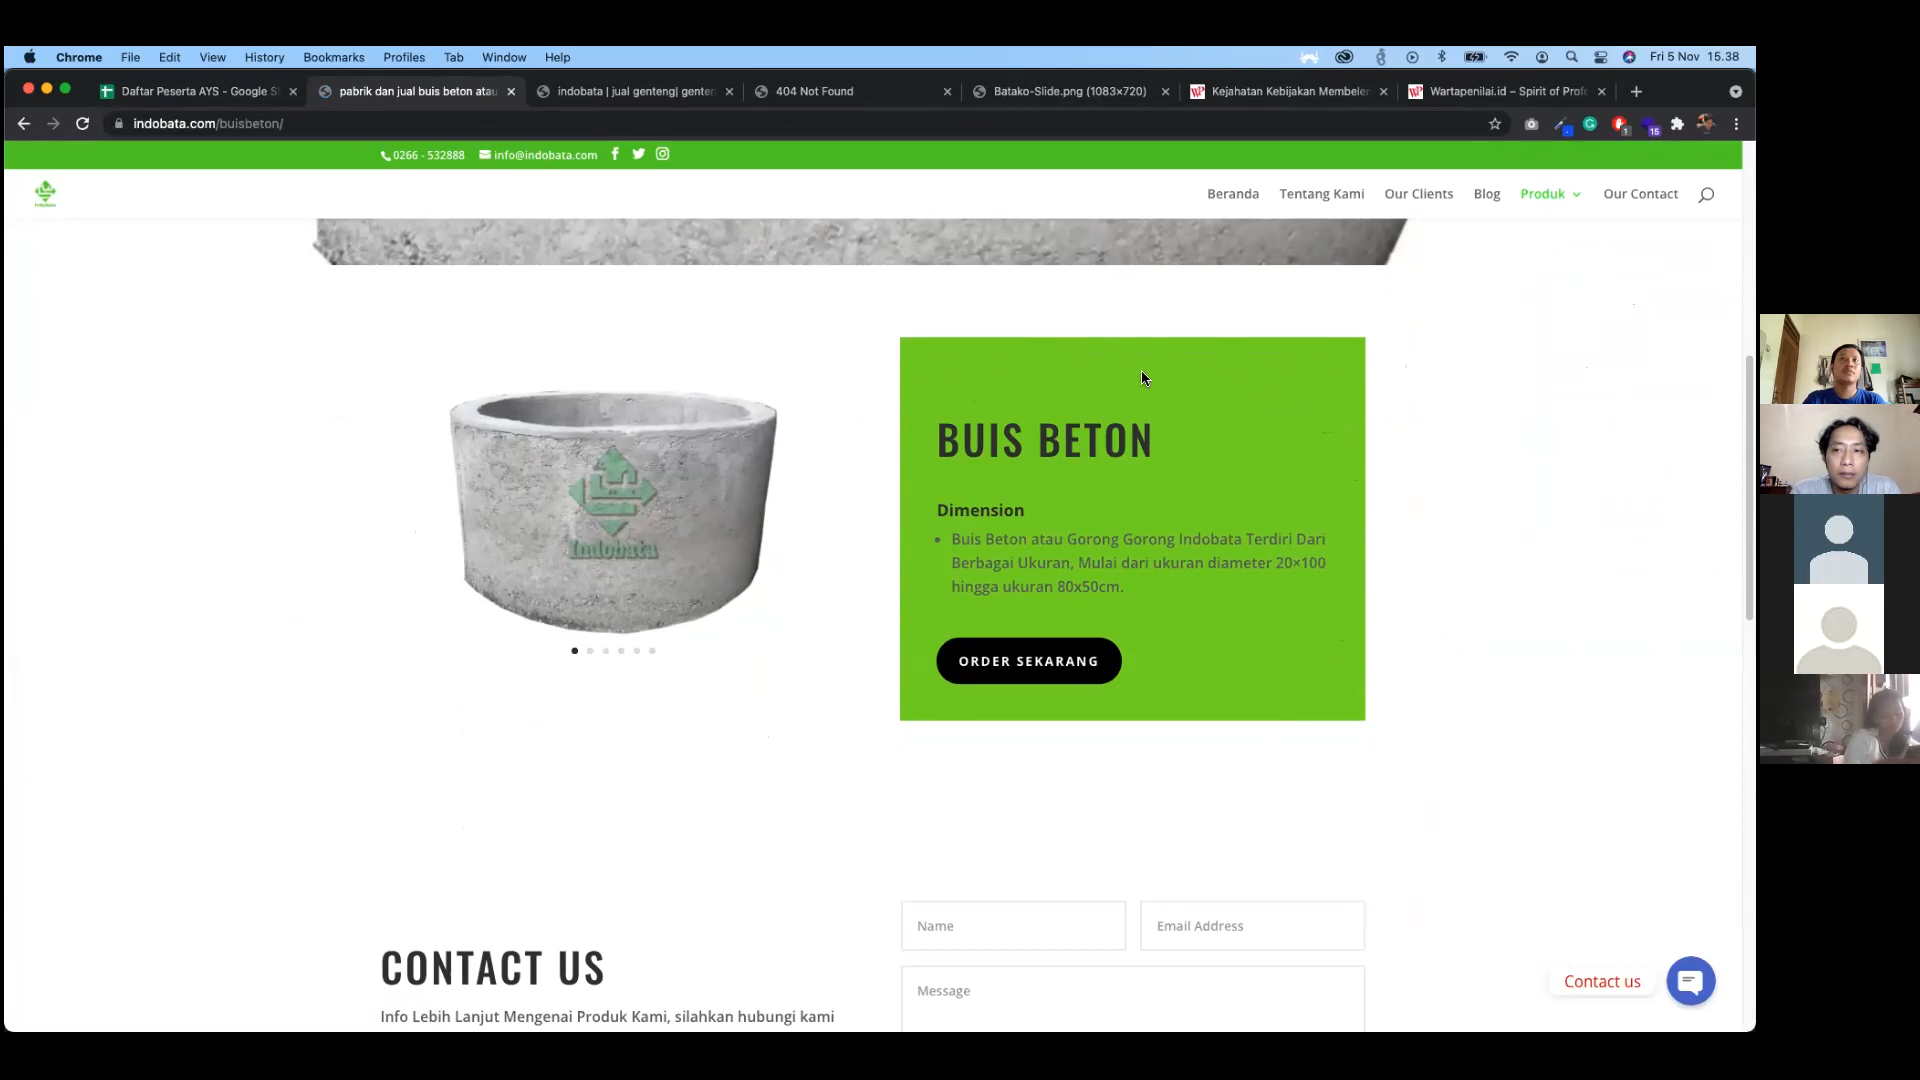 Chrome File Edit View History Bookmarks Profiles Tab Window Help
Fri 5 Nov 15.38
Daftar Peserta AYS - Google S
pabrik dan jual buis beton atau
indobata | jual genteng| genten
404 Not Found
Batako-Slide.png (1083×720)
Kejahatan Kebijakan Membeler
Wartapenilai.id – Spirit of Profe
indobata.com/buisbeton/
1
15
0266 - 532888 info@indobata.com
Indobata
Beranda Tentang Kami Our Clients Blog Produk Our Contact
Indobata
BUIS BETON
Dimension
Buis Beton atau Gorong Gorong Indobata Terdiri Dari
Berbagai Ukuran, Mulai dari ukuran diameter 20×100
hingga ukuran 80x50cm.
ORDER SEKARANG
CONTACT US
Info Lebih Lanjut Mengenai Produk Kami, silahkan hubungi kami
Name
Email Address
Message
Contact us